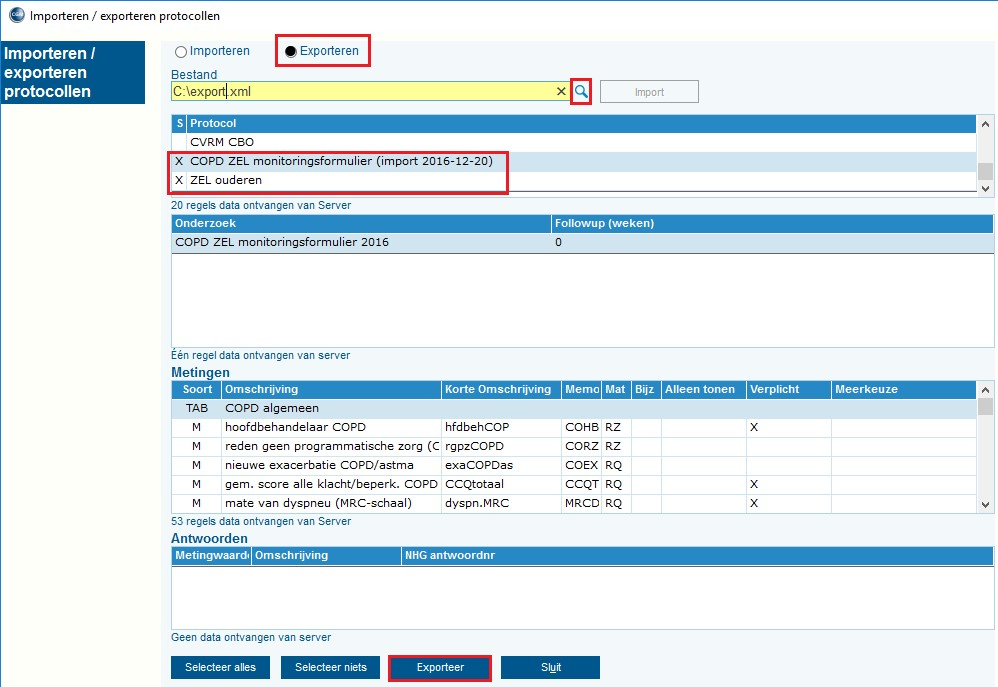 Importeren / exporteren protocollen
Importeren /
exporteren
protocollen
Importeren Exporteren
Bestand
C:\export.xml Import
S Protocol
CVRM CBO
X COPD ZEL monitoringsformulier (import 2016-12-20)
X ZEL ouderen
20 regels data ontvangen van Server
Onderzoek Followup (weken)
COPD ZEL monitoringsformulier 2016 0
Één regel data ontvangen van server
Metingen
Soort Omschrijving Korte Omschrijving Memo Mat Bijz Alleen tonen Verplicht Meerkeuze
TAB COPD algemeen
M hoofdbehandelaar COPD hfdbehCOP COHB RZ X
M reden geen programmatische zorg (C rgpzCOPD CORZ RZ
M nieuwe exacerbatie COPD/astma exaCOPDas COEX RQ
M gem. score alle klacht/beperk. COPD CCQtotaal CCQT RQ X
M mate van dyspneu (MRC-schaal) dyspn.MRC MRCD RQ X
53 regels data ontvangen van Server
Antwoorden
Metingwaarde Omschrijving NHG antwoordnr
Geen data ontvangen van server
Selecteer alles Selecteer niets Exporteer Sluit